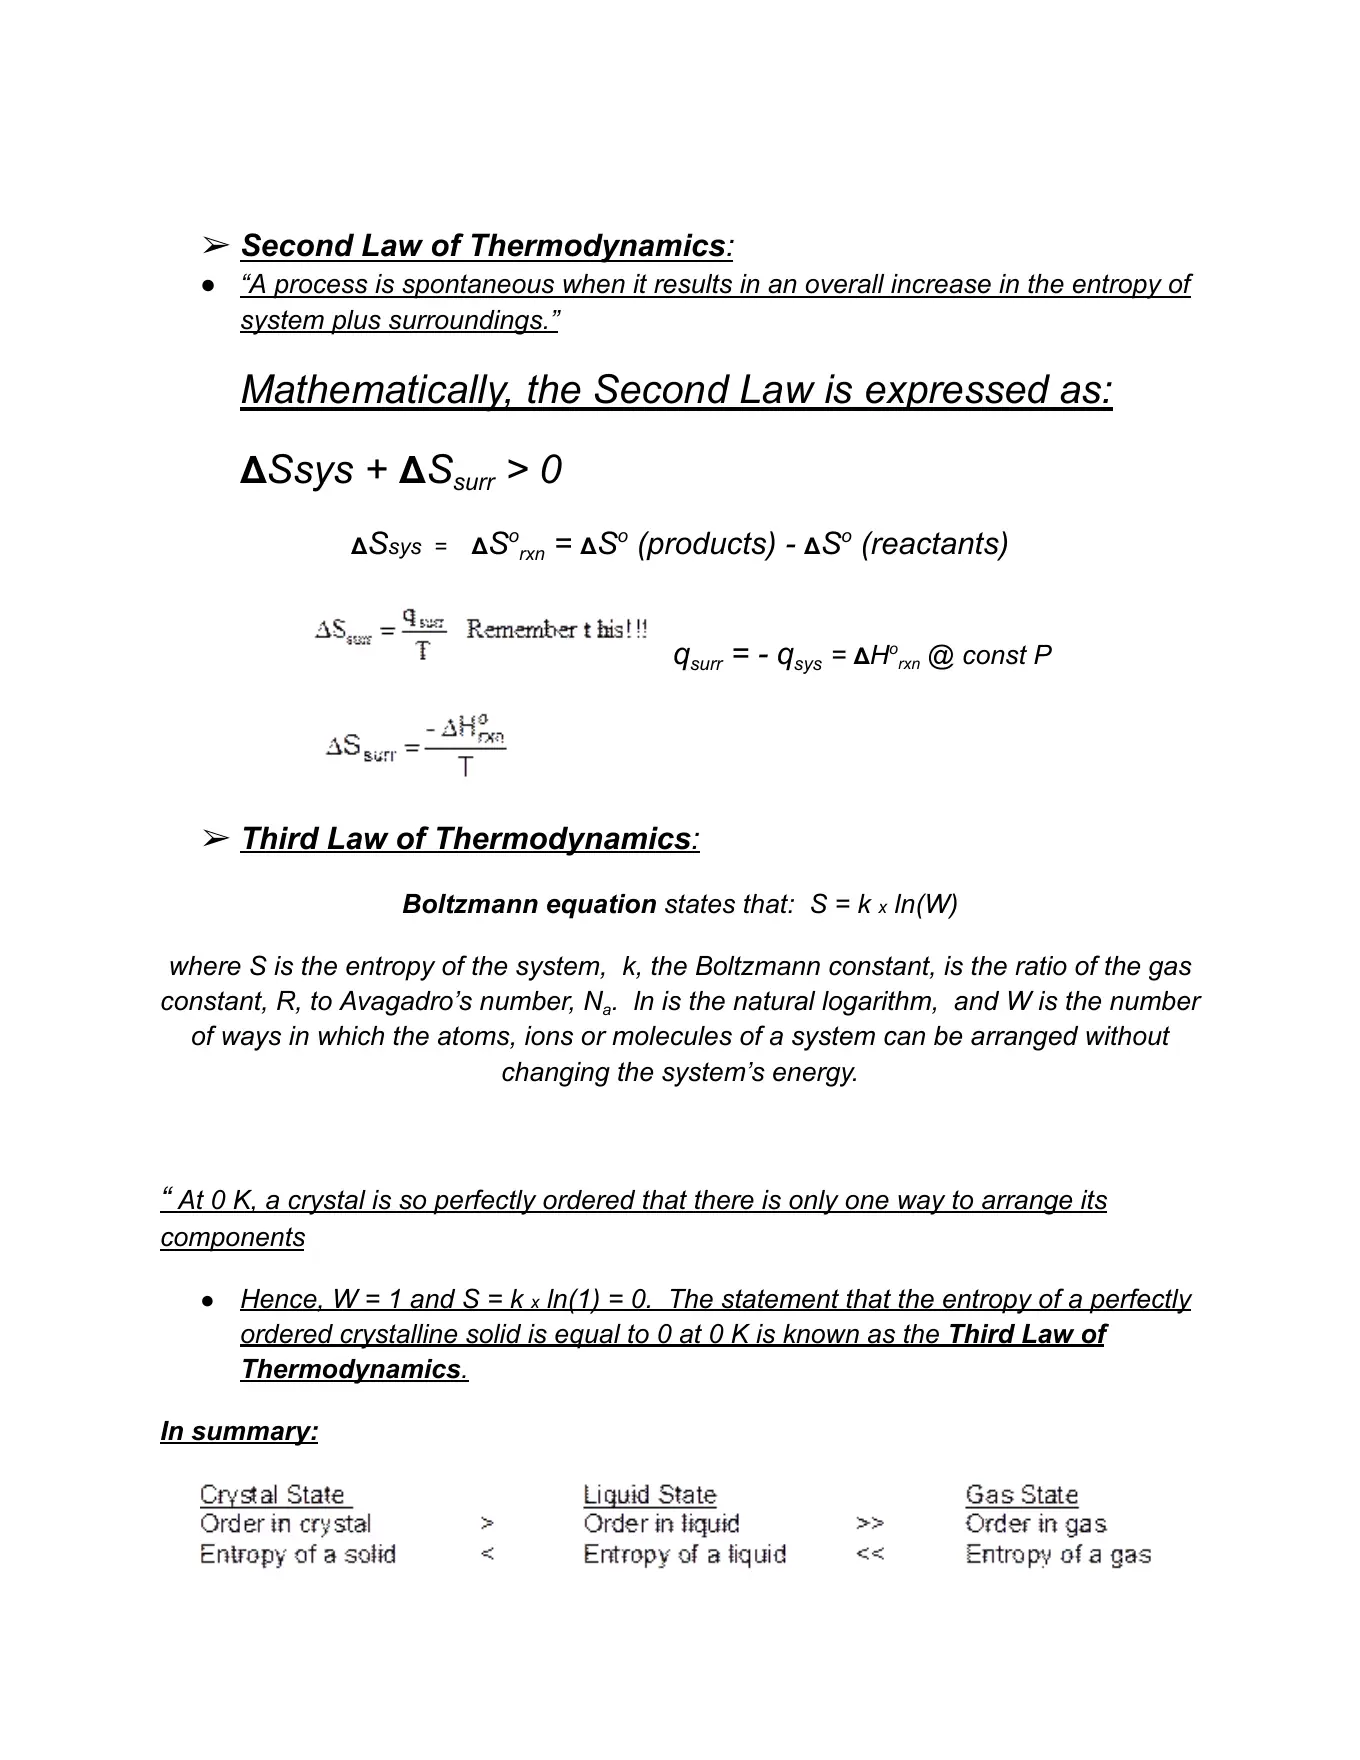 ➢ Second Law of Thermodynamics:
● “A process is spontaneous when it results in an overall increase in the entropy of
system plus surroundings.”
Mathematically, the Second Law is expressed as:
ΔSsys + ΔSsurr > 0
ΔSsys = ΔSorxn = ΔSo (products) - ΔSo (reactants)
ΔSsurr = qsurr / T Remember t his!!! qsurr = - qsys = ΔHorxn @ const P
ΔSsurr = - ΔHorxn / T
➢ Third Law of Thermodynamics:
Boltzmann equation states that: S = k x ln(W)
where S is the entropy of the system, k, the Boltzmann constant, is the ratio of the gas
constant, R, to Avagadro’s number, Na. ln is the natural logarithm, and W is the number
of ways in which the atoms, ions or molecules of a system can be arranged without
changing the system’s energy.
“ At 0 K, a crystal is so perfectly ordered that there is only one way to arrange its
components
● Hence, W = 1 and S = k x ln(1) = 0. The statement that the entropy of a perfectly
ordered crystalline solid is equal to 0 at 0 K is known as the Third Law of
Thermodynamics.
In summary:
Crystal State Liquid State Gas State
Order in crystal > Order in liquid >> Order in gas
Entropy of a solid < Entropy of a liquid << Entropy of a gas